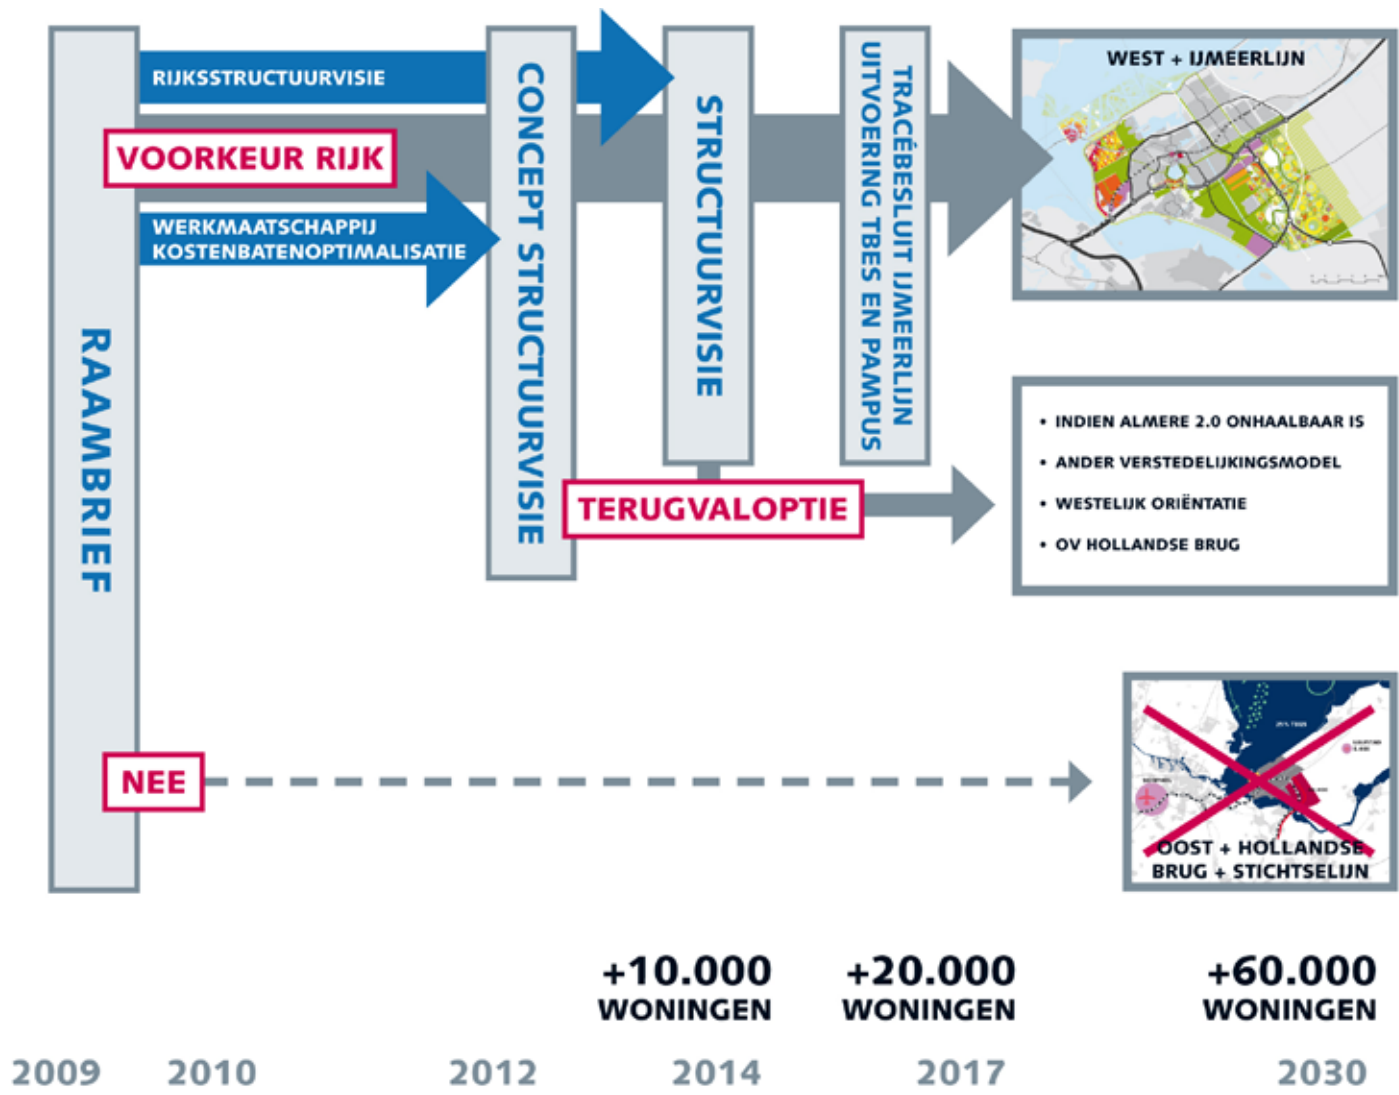 RAAMBRIEF
RIJKSSTRUCTUURVISIE
VOORKEUR RIJK
WERKMAATSCHAPPIJ
KOSTENBATENOPTIMALISATIE
CONCEPT STRUCTUURVISIE
STRUCTUURVISIE
TRACÉBESLUIT IJMEERLIJN
UITVOERING TBES EN PAMPUS
WEST + IJMEERLIJN
TERUGVALOPTIE
• INDIEN ALMERE 2.0 ONHAALBAAR IS
• ANDER VERSTEDELIJKINGSMODEL
• WESTELIJK ORIËNTATIE
• OV HOLLANDSE BRUG
NEE
OOST + HOLLANDSE
BRUG + STICHTSELIJN
+10.000
WONINGEN
+20.000
WONINGEN
+60.000
WONINGEN
2009
2010
2012
2014
2017
2030